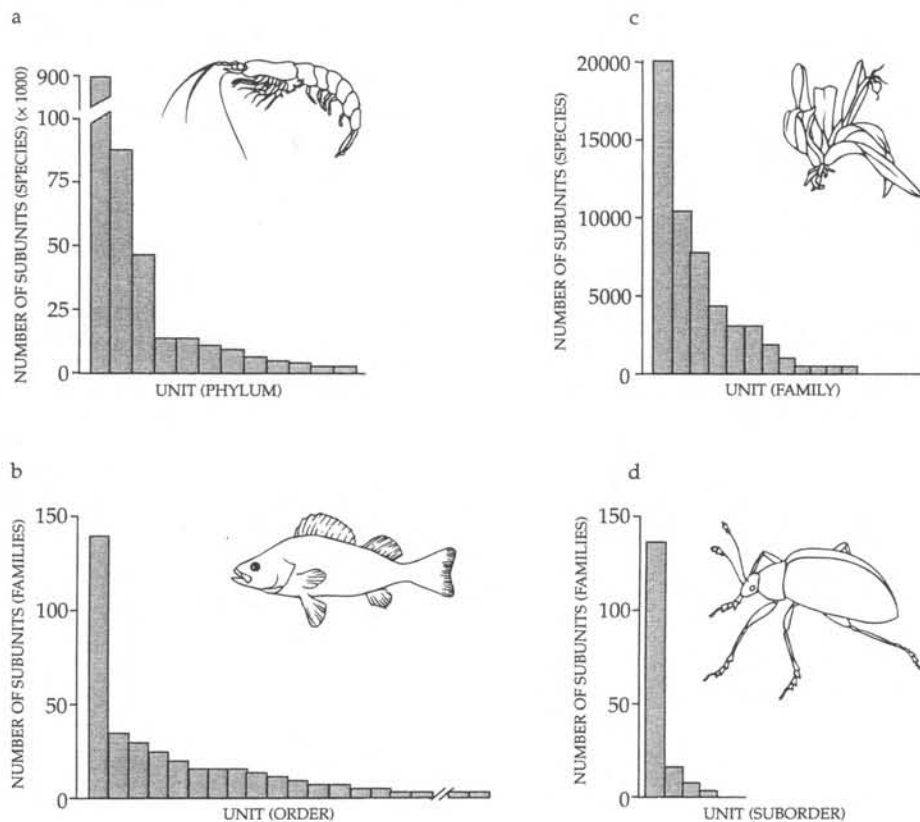 a
NUMBER OF SUBUNITS (SPECIES) (× 1000)
900
100
75
50
25
0
UNIT (PHYLUM)
c
NUMBER OF SUBUNITS (SPECIES)
20000
15000
10000
5000
0
UNIT (FAMILY)
b
NUMBER OF SUBUNITS (FAMILIES)
150
100
50
0
UNIT (ORDER)
d
NUMBER OF SUBUNITS (FAMILIES)
150
100
50
0
UNIT (SUBORDER)